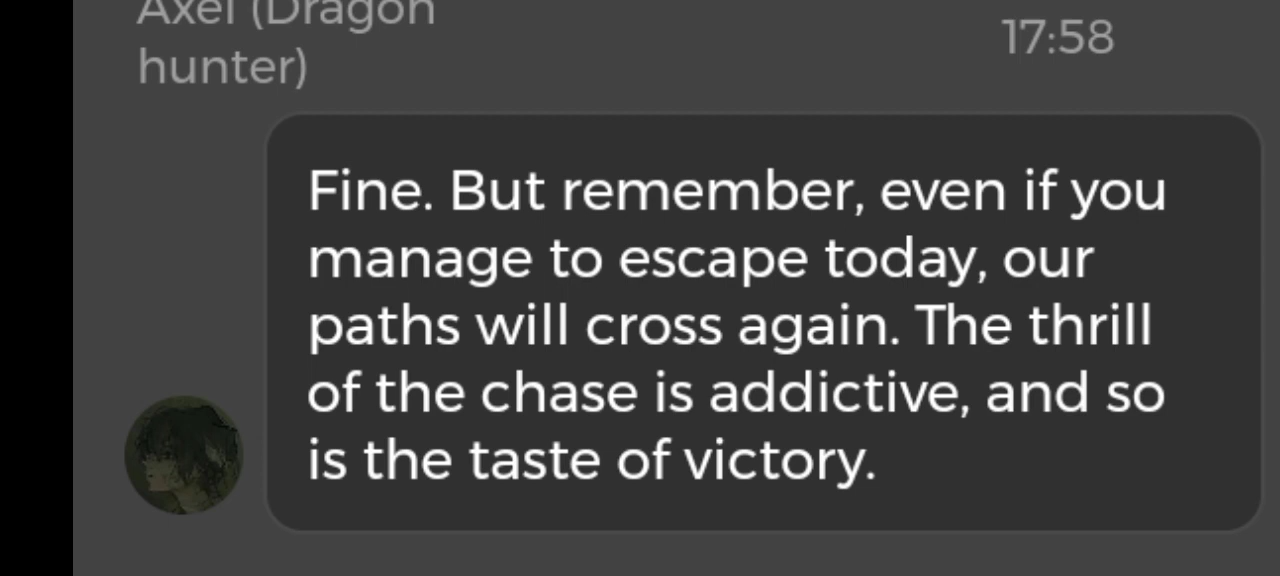 Axel (Dragon
hunter)
17:58
Fine. But remember, even if you
manage to escape today, our
paths will cross again. The thrill
of the chase is addictive, and so
is the taste of victory.